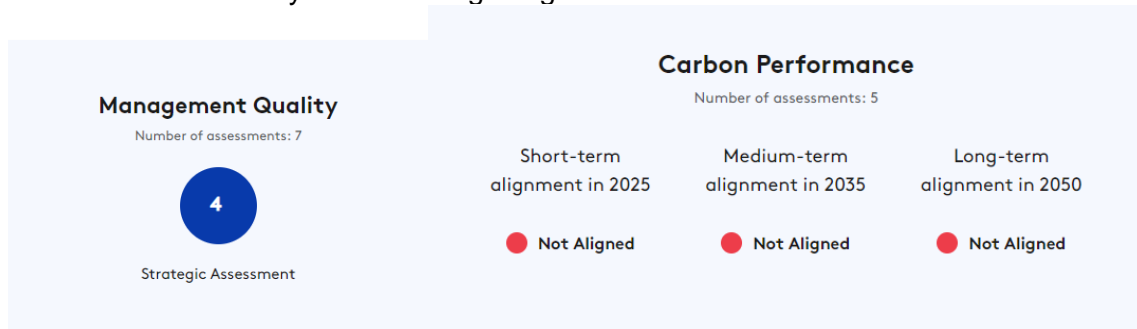 Management Quality
Number of assessments: 7
4
Strategic Assessment
Carbon Performance
Number of assessments: 5
Short-term
alignment in 2025
Medium-term
alignment in 2035
Long-term
alignment in 2050
Not Aligned
Not Aligned
Not Aligned